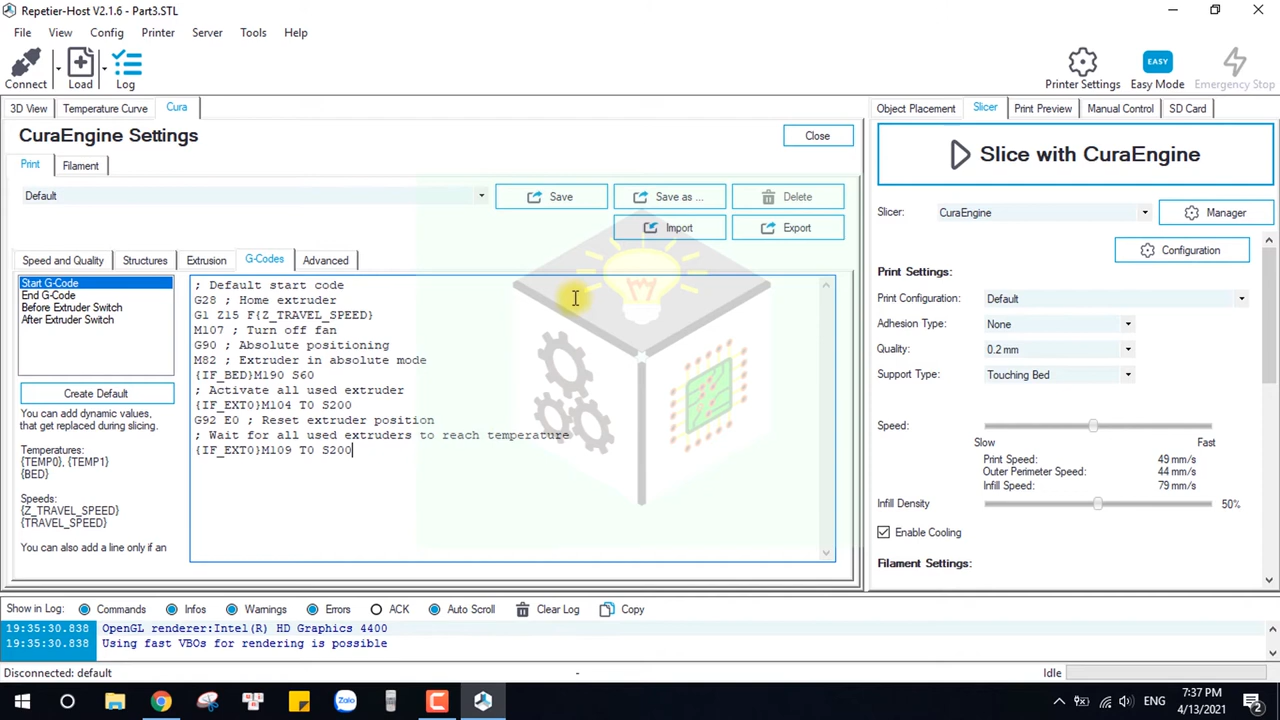 Repetier-Host V2.1.6 - Part3.STL
File View Config Printer Server Tools Help
Connect Load Log Printer Settings EASY Easy Mode Emergency Stop
3D View Temperature Curve Cura
Object Placement Slicer Print Preview Manual Control SD Card
CuraEngine Settings
Close
Print Filament
Default
Save Save as ... Delete
Import Export
Speed and Quality Structures Extrusion G-Codes Advanced
Start G-Code
End G-Code
Before Extruder Switch
After Extruder Switch
Create Default
You can add dynamic values,
that get replaced during slicing.
Temperatures:
{TEMP0}, {TEMP1}
{BED}
Speeds:
{Z_TRAVEL_SPEED}
{TRAVEL_SPEED}
You can also add a line only if an
; Default start code
G28 ; Home extruder
G1 Z15 F{Z_TRAVEL_SPEED}
M107 ; Turn off fan
G90 ; Absolute positioning
M82 ; Extruder in absolute mode
{IF_BED}M190 S60
; Activate all used extruder
{IF_EXT0}M104 T0 S200
G92 E0 ; Reset extruder position
; Wait for all used extruders to reach temperature
{IF_EXT0}M109 T0 S200
Slice with CuraEngine
Slicer: CuraEngine Manager
Configuration
Print Settings:
Print Configuration: Default
Adhesion Type: None
Quality: 0.2 mm
Support Type: Touching Bed
Speed:
Slow Fast
Print Speed: 49 mm/s
Outer Perimeter Speed: 44 mm/s
Infill Speed: 79 mm/s
Infill Density 50%
Enable Cooling
Filament Settings:
Show in Log: Commands Infos Warnings Errors ACK Auto Scroll Clear Log Copy
19:35:30.838 OpenGL renderer:Intel(R) HD Graphics 4400
19:35:30.838 Using fast VBOs for rendering is possible
Disconnected: default - Idle
Zalo
ENG
7:37 PM
4/13/2021
2